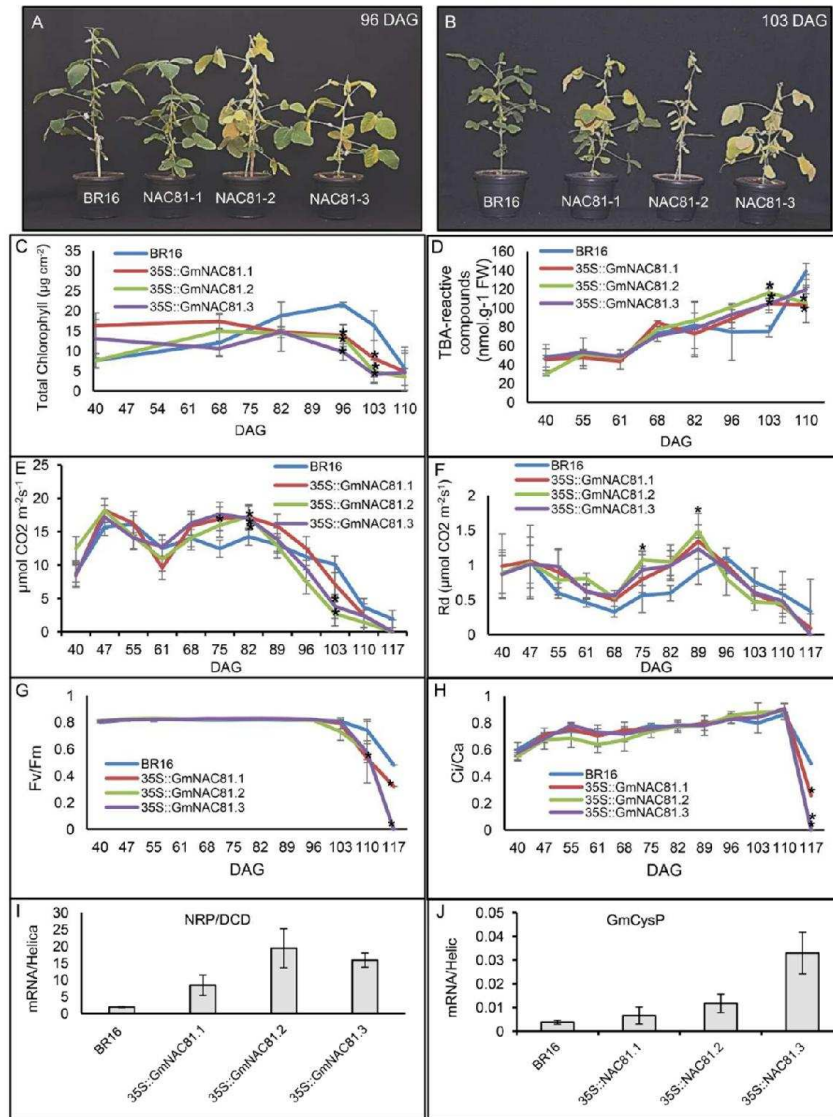 A
96 DAG
BR16
NAC81-1
NAC81-2
NAC81-3
B
103 DAG
BR16
NAC81-1
NAC81-2
NAC81-3
C
BR16
35S::GmNAC81.1
35S::GmNAC81.2
35S::GmNAC81.3
Total Chlorophyll (µg cm-2)
30
25
20
15
10
5
0
40 47 54 61 68 75 82 89 96 103 110
DAG
D
BR16
35S::GmNAC81.1
35S::GmNAC81.2
35S::GmNAC81.3
TBA-reactive
compounds
(nmol.g-1 FW)
160
140
120
100
80
60
40
20
0
40 55 61 68 82 96 103 110
DAG
E
BR16
35S::GmNAC81.1
35S::GmNAC81.2
35S::GmNAC81.3
µmol CO2 m-2s-1
25
20
15
10
5
0
40 47 55 61 68 75 82 89 96 103 110 117
DAG
F
BR16
35S::GmNAC81.1
35S::GmNAC81.2
35S::GmNAC81.3
Rd (µmol CO2 m-2s1)
2
1.5
1
0.5
0
40 47 55 61 68 75 82 89 96 103 110 117
DAG
G
BR16
35S::GmNAC81.1
35S::GmNAC81.2
35S::GmNAC81.3
Fv/Fm
1
0.8
0.6
0.4
0.2
0
40 47 55 61 68 75 82 89 96 103 110 117
DAG
H
BR16
35S::GmNAC81.1
35S::GmNAC81.2
35S::GmNAC81.3
Ci/Ca
1
0.8
0.6
0.4
0.2
0
40 47 55 61 68 75 82 89 96 103 110 117
DAG
I
NRP/DCD
mRNA/Helica
30
25
20
15
10
5
0
BR16
35S::GmNAC81.1
35S::GmNAC81.2
35S::GmNAC81.3
J
GmCysP
mRNA/Helic
0.05
0.04
0.03
0.02
0.01
0
BR16
35S::NAC81.1
35S::NAC81.2
35S::NAC81.3